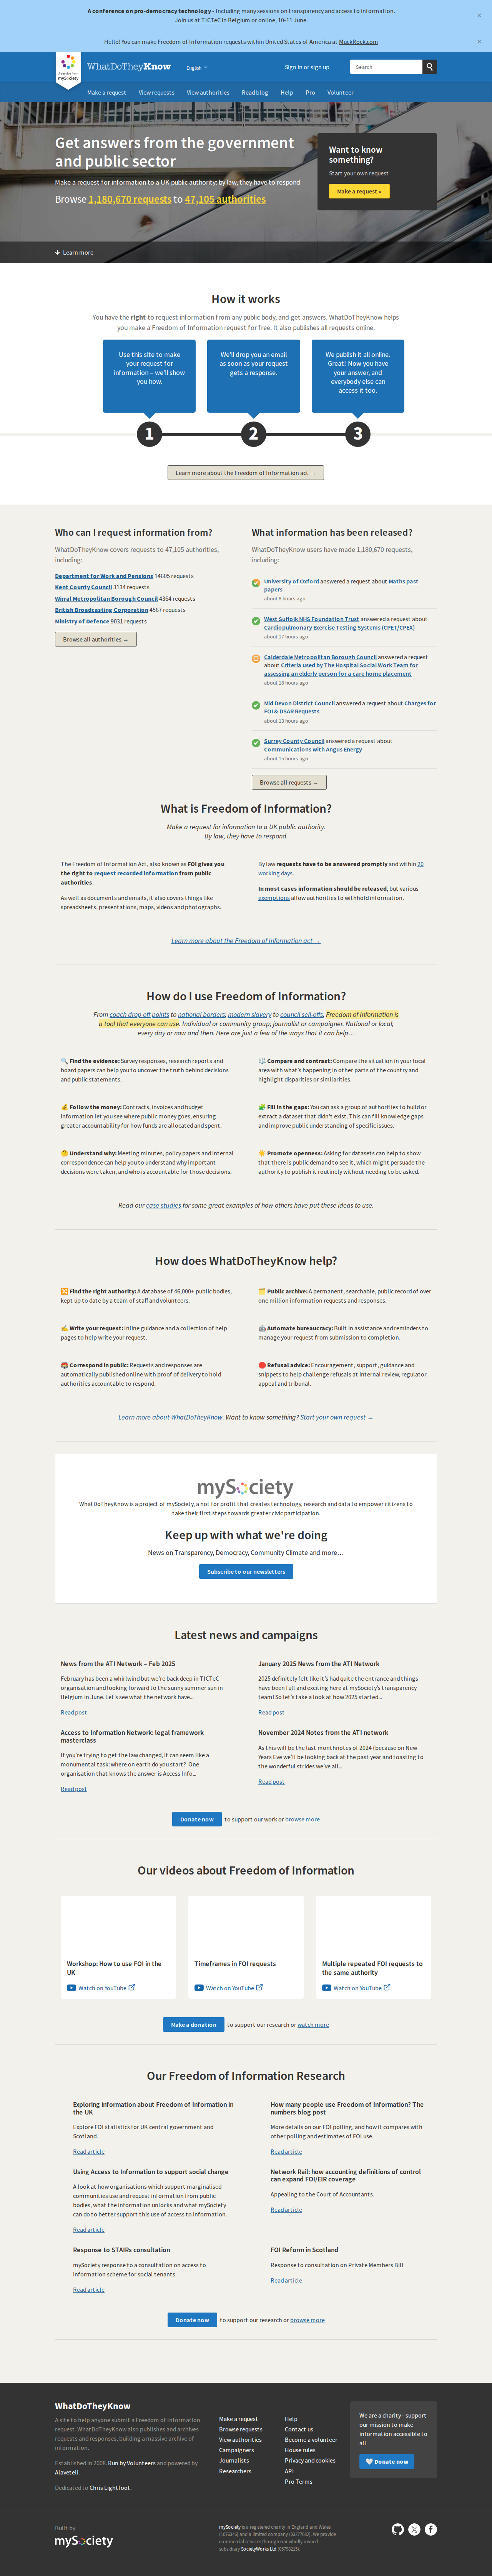 A conference on pro-democracy technology - Including many sessions on transparency and access to information.
Join us at TICTeC in Belgium or online, 10-11 June.
×
Hello! You can make Freedom of Information requests within United States of America at MuckRock.com
×
a service from
my.SoC.ety
WhatDoTheyKnow
English
Sign in or sign up
Search
Make a request
View requests
View authorities
Read blog
Help
Pro
Volunteer
Get answers from the government
and public sector
Make a request for information to a UK public authority: by law, they have to respond
Browse 1,180,670 requests to 47,105 authorities
Want to know
something?
Start your own request
Make a request »
↓ Learn more
How it works
You have the right to request information from any public body, and get answers. WhatDoTheyKnow helps
you make a Freedom of Information request for free. It also publishes all requests online.
Use this site to make
your request for
information – we'll show
you how.
We'll drop you an email
as soon as your request
gets a response.
We publish it all online.
Great! Now you have
your answer, and
everybody else can
access it too.
1
2
3
Learn more about the Freedom of Information act →
Who can I request information from?
WhatDoTheyKnow covers requests to 47,105 authorities,
including:
Department for Work and Pensions 14605 requests
Kent County Council 3134 requests
Wirral Metropolitan Borough Council 4364 requests
British Broadcasting Corporation 4567 requests
Ministry of Defence 9031 requests
Browse all authorities →
What information has been released?
WhatDoTheyKnow users have made 1,180,670 requests,
including:
University of Oxford answered a request about Maths past
papers
about 8 hours ago
West Suffolk NHS Foundation Trust answered a request about
Cardiopulmonary Exercise Testing Systems (CPET/CPEX)
about 17 hours ago
Calderdale Metropolitan Borough Council answered a request
about Criteria used by The Hospital Social Work Team for
assessing an elderly person for a care home placement
about 18 hours ago
Mid Devon District Council answered a request about Charges for
FOI & DSAR Requests
about 13 hours ago
Surrey County Council answered a request about
Communications with Angus Energy
about 15 hours ago
Browse all requests →
What is Freedom of Information?
Make a request for information to a UK public authority.
By law, they have to respond.
The Freedom of Information Act, also known as FOI gives you
the right to request recorded information from public
authorities.
As well as documents and emails, it also covers things like
spreadsheets, presentations, maps, videos and photographs.
By law requests have to be answered promptly and within 20
working days.
In most cases information should be released, but various
exemptions allow authorities to withhold information.
Learn more about the Freedom of Information act →
How do I use Freedom of Information?
From coach drop off points to national borders; modern slavery to council sell-offs, Freedom of Information is
a tool that everyone can use. Individual or community group; journalist or campaigner. National or local;
every day or now and then. Here are just a few of the ways that it can help…
🔍 Find the evidence: Survey responses, research reports and
board papers can help you to uncover the truth behind decisions
and public statements.
⚖️ Compare and contrast: Compare the situation in your local
area with what's happening in other parts of the country and
highlight disparities or similarities.
💰 Follow the money: Contracts, invoices and budget
information let you see where public money goes, ensuring
greater accountability for how funds are allocated and spent.
🧩 Fill in the gaps: You can ask a group of authorities to build or
extract a dataset that didn't exist. This can fill knowledge gaps
and improve public understanding of specific issues.
🤔 Understand why: Meeting minutes, policy papers and internal
correspondence can help you to understand why important
decisions were taken, and who is accountable for those decisions.
☀️ Promote openness: Asking for datasets can help to show
that there is public demand to see it, which might persuade the
authority to publish it routinely without needing to be asked.
Read our case studies for some great examples of how others have put these ideas to use.
How does WhatDoTheyKnow help?
🔀 Find the right authority: A database of 46,000+ public bodies,
kept up to date by a team of staff and volunteers.
🗂️ Public archive: A permanent, searchable, public record of over
one million information requests and responses.
✍️ Write your request: Inline guidance and a collection of help
pages to help write your request.
🤖 Automate bureaucracy: Built in assistance and reminders to
manage your request from submission to completion.
📮 Correspond in public: Requests and responses are
automatically published online with proof of delivery to hold
authorities accountable to respond.
🛑 Refusal advice: Encouragement, support, guidance and
snippets to help challenge refusals at internal review, regulator
appeal and tribunal.
Learn more about WhatDoTheyKnow. Want to know something? Start your own request →
mySociety
WhatDoTheyKnow is a project of mySociety, a not for profit that creates technology, research and data to empower citizens to
take their first steps towards greater civic participation.
Keep up with what we're doing
News on Transparency, Democracy, Community Climate and more…
Subscribe to our newsletters
Latest news and campaigns
News from the ATI Network – Feb 2025
February has been a whirlwind but we're back deep in TICTeC
organisation and looking forward to the sunny summer sun in
Belgium in June. Let's see what the network have...
Read post
January 2025 News from the ATI Network
2025 definitely felt like it's had quite the entrance and things
have been full and exciting here at mySociety's transparency
team! So let's take a look at how 2025 started...
Read post
Access to Information Network: legal framework
masterclass
If you're trying to get the law changed, it can seem like a
monumental task: where on earth do you start? One
organisation that knows the answer is Access Info...
Read post
November 2024 Notes from the ATI network
As this will be the last monthnotes of 2024 (because on New
Years Eve we'll be looking back at the past year and toasting to
the wonderful strides we've all...
Read post
Donate now to support our work or browse more
Our videos about Freedom of Information
Workshop: How to use FOI in the
UK
Watch on YouTube
Timeframes in FOI requests
Watch on YouTube
Multiple repeated FOI requests to
the same authority
Watch on YouTube
Make a donation to support our research or watch more
Our Freedom of Information Research
Exploring information about Freedom of Information in
the UK
Explore FOI statistics for UK central government and
Scotland.
Read article
How many people use Freedom of Information? The
numbers blog post
More details on our FOI polling, and how it compares with
other polling and estimates of FOI use.
Read article
Using Access to Information to support social change
A look at how organisations which support marginalised
communities use and request information from public
bodies, what the information unlocks and what mySociety
can do to better support this use of access to information.
Read article
Network Rail: how accounting definitions of control
can expand FOI/EIR coverage
Appealing to the Court of Accountants.
Read article
Response to STAIRs consultation
mySociety response to a consultation on access to
information scheme for social tenants
Read article
FOI Reform in Scotland
Response to consultation on Private Members Bill
Read article
Donate now to support our research or browse more
WhatDoTheyKnow
A site to help anyone submit a Freedom of Information
request. WhatDoTheyKnow also publishes and archives
requests and responses, building a massive archive of
information.
Established in 2008. Run by Volunteers and powered by
Alaveteli.
Dedicated to Chris Lightfoot.
Make a request
Browse requests
View authorities
Campaigners
Journalists
Researchers
Help
Contact us
Become a volunteer
House rules
Privacy and cookies
API
Pro Terms
We are a charity - support
our mission to make
information accessible to
all
🤍 Donate now
Built by
mySociety
mySociety is a registered charity in England and Wales
(1076346) and a limited company (03277032). We provide
commercial services through our wholly owned
subsidiary SocietyWorks Ltd (05798215).